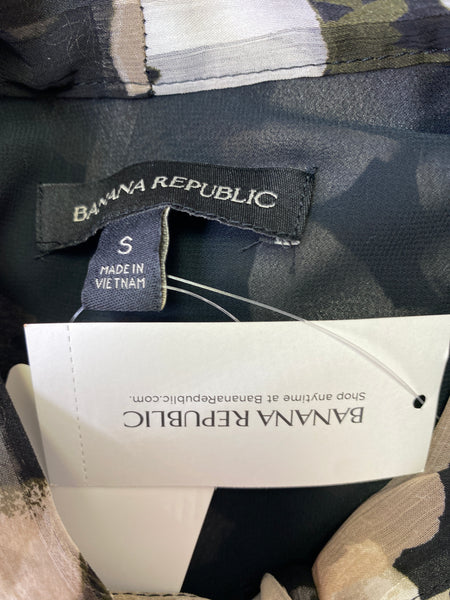 BANANA REPUBLIC
S
MADE IN
VIETNAM
BANANA REPUBLIC
Shop anytime at BananaRepublic.com.